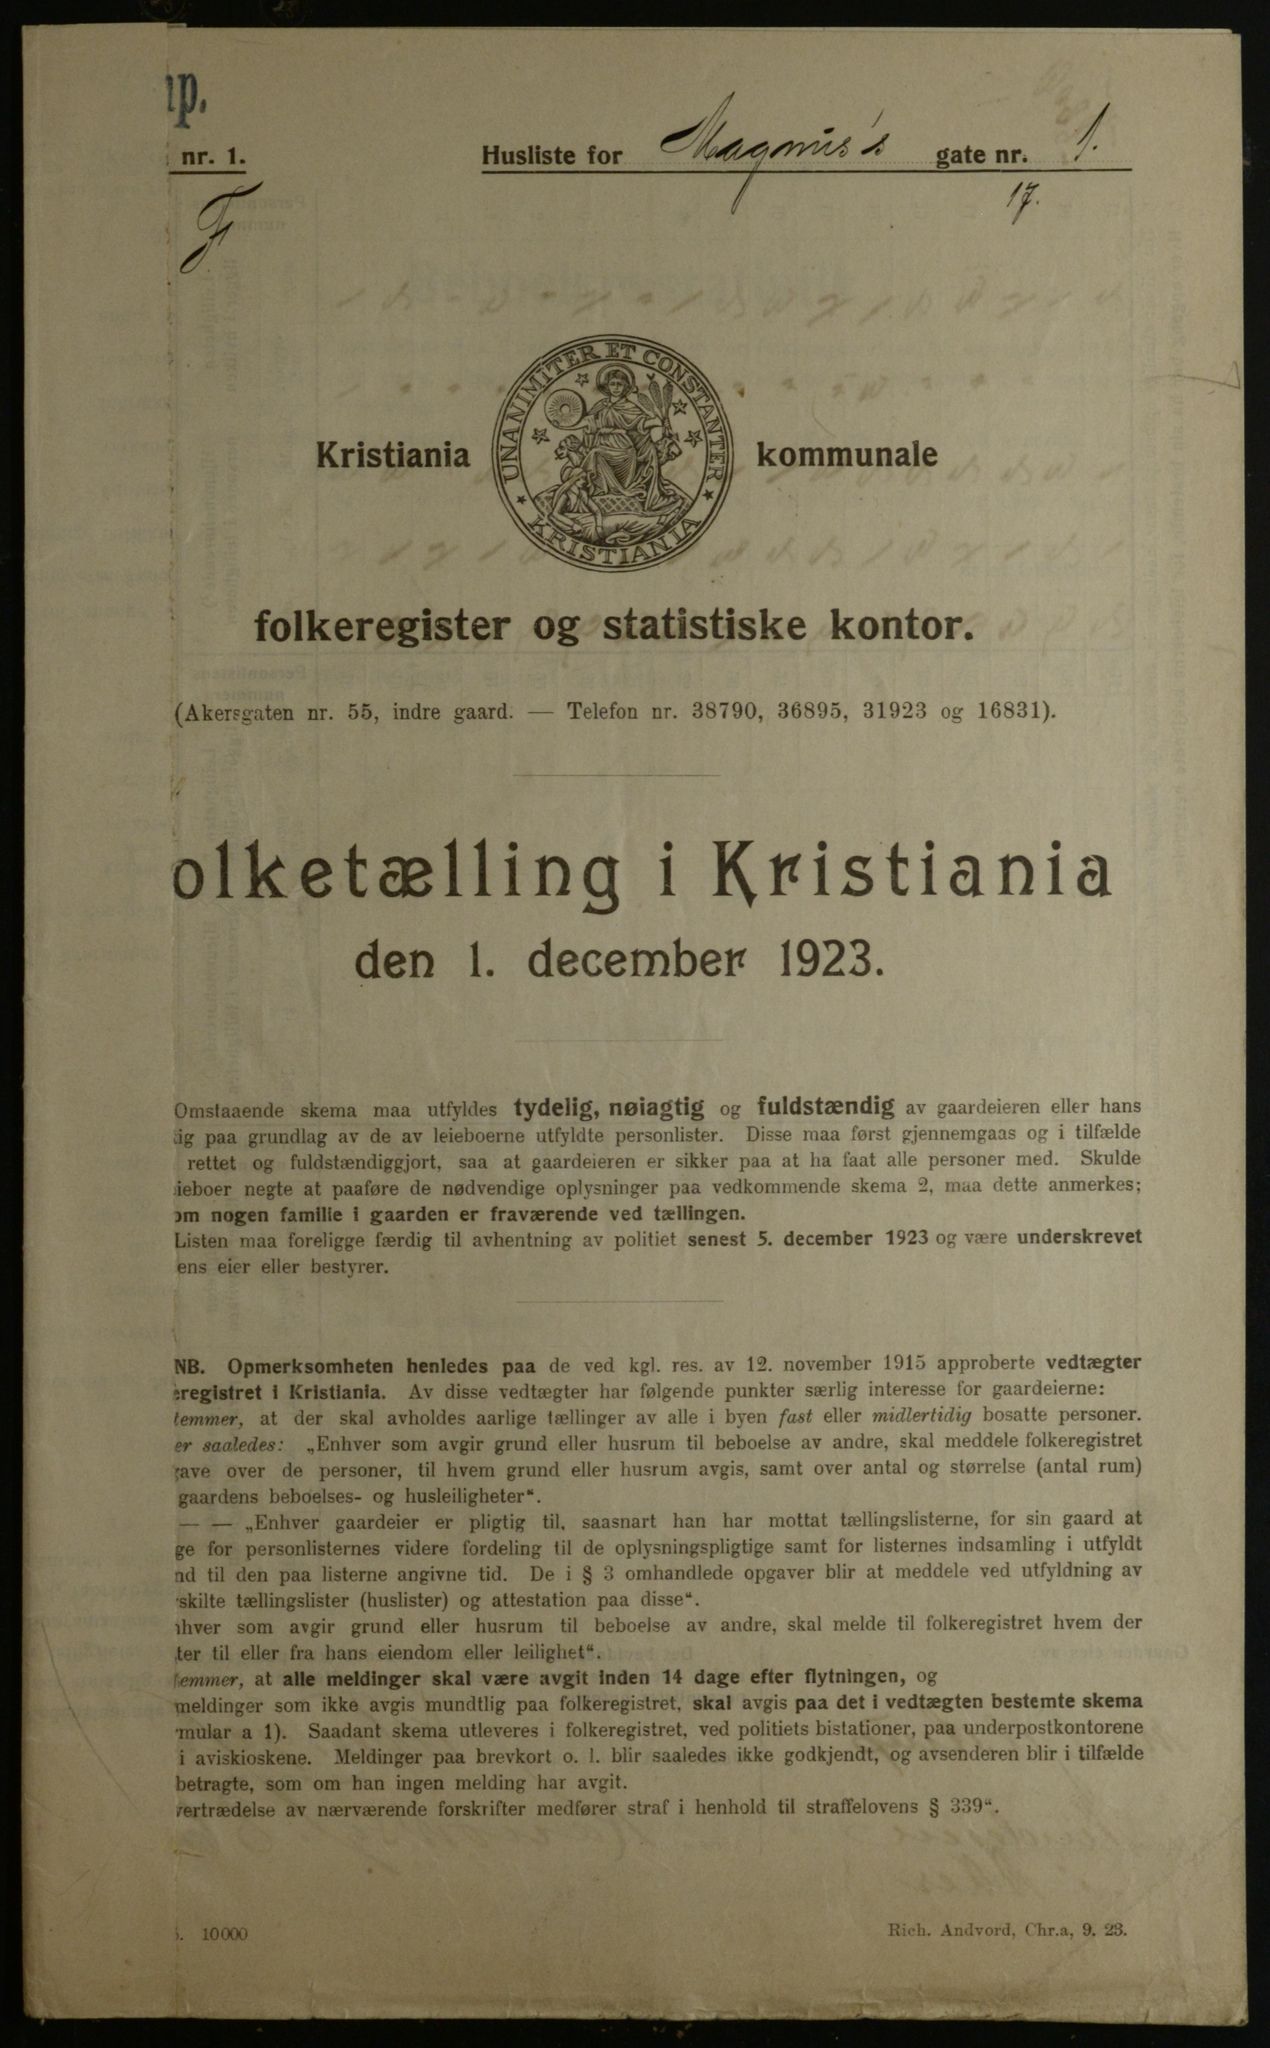 up.
nr. 1.
Husliste for Magnus's gate nr. 1.
17.
F
UNANIMITER ET CONSTANTER
KRISTIANIA
Kristiania kommunale
folkeregister og statistiske kontor.
(Akersgaten nr. 55, indre gaard. — Telefon nr. 38790, 36895, 31923 og 16831).
olketælling i Kristiania
den 1. december 1923.
Omstaaende skema maa utfyldes tydelig, nøiagtig og fuldstændig av gaardeieren eller hans
ig paa grundlag av de av leieboerne utfyldte personlister. Disse maa først gjennemgaas og i tilfælde
rettet og fuldstændiggjort, saa at gaardeieren er sikker paa at ha faat alle personer med. Skulde
ieboer negte at paaføre de nødvendige oplysninger paa vedkommende skema 2, maa dette anmerkes;
om nogen familie i gaarden er fraværende ved tællingen.
Listen maa foreligge færdig til avhentning av politiet senest 5. december 1923 og være underskrevet
ens eier eller bestyrer.
NB. Opmerksomheten henledes paa de ved kgl. res. av 12. november 1915 approberte vedtægter
eregistret i Kristiania. Av disse vedtægter har følgende punkter særlig interesse for gaardeierne:
temmer, at der skal avholdes aarlige tællinger av alle i byen fast eller midlertidig bosatte personer.
er saaledes: „Enhver som avgir grund eller husrum til beboelse av andre, skal meddele folkeregistret
gave over de personer, til hvem grund eller husrum avgis, samt over antal og størrelse (antal rum)
gaardens beboelses- og husleiligheter“.
— — „Enhver gaardeier er pligtig til, saasnart han har mottat tællingslisterne, for sin gaard at
ge for personlisternes videre fordeling til de oplysningspligtige samt for listernes indsamling i utfyldt
nd til den paa listerne angivne tid. De i § 3 omhandlede opgaver blir at meddele ved utfyldning av
skilte tællingslister (huslister) og attestation paa disse“.
nhver som avgir grund eller husrum til beboelse av andre, skal melde til folkeregistret hvem der
ter til eller fra hans eiendom eller leilighet“.
temmer, at alle meldinger skal være avgit inden 14 dage efter flytningen, og
meldinger som ikke avgis mundtlig paa folkeregistret, skal avgis paa det i vedtægten bestemte skema
mular a 1). Saadant skema utleveres i folkeregistret, ved politiets bistationer, paa underpostkontorene
i aviskioskene. Meldinger paa brevkort o. l. blir saaledes ikke godkjendt, og avsenderen blir i tilfælde
betragte, som om han ingen melding har avgit.
vertrædelse av nærværende forskrifter medfører straf i henhold til straffelovens § 339“.
10000
Rich. Andvord, Chr.a, 9. 23.